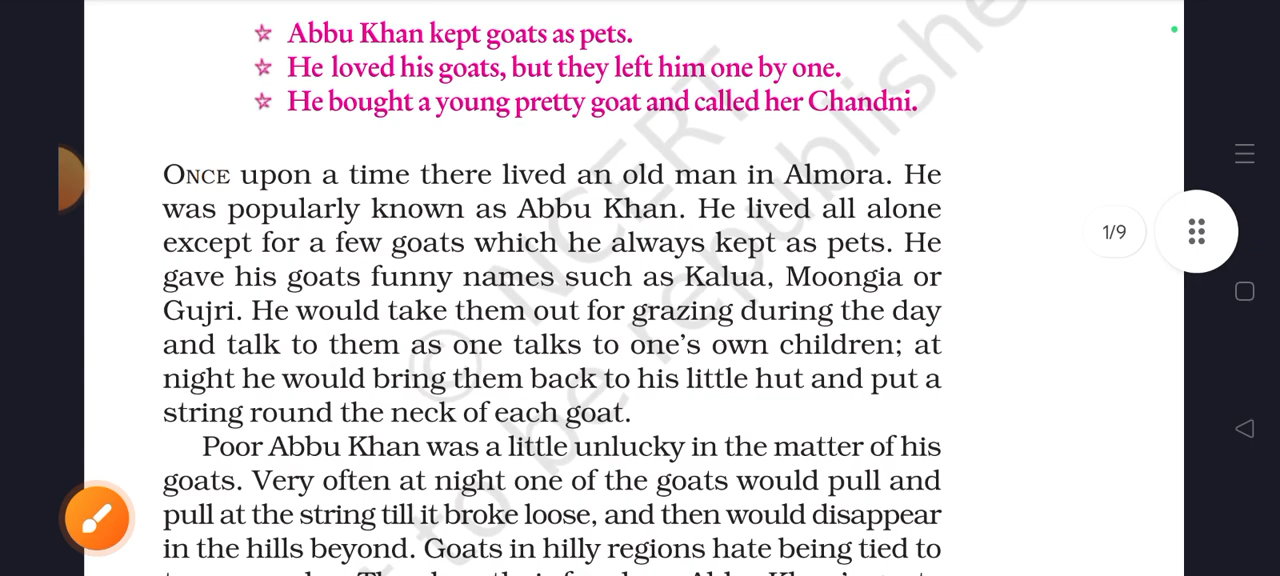 ☆ Abbu Khan kept goats as pets.
☆ He loved his goats, but they left him one by one.
☆ He bought a young pretty goat and called her Chandni.
ONCE upon a time there lived an old man in Almora. He
was popularly known as Abbu Khan. He lived all alone
except for a few goats which he always kept as pets. He
gave his goats funny names such as Kalua, Moongia or
Gujri. He would take them out for grazing during the day
and talk to them as one talks to one's own children; at
night he would bring them back to his little hut and put a
string round the neck of each goat.
Poor Abbu Khan was a little unlucky in the matter of his
goats. Very often at night one of the goats would pull and
pull at the string till it broke loose, and then would disappear
in the hills beyond. Goats in hilly regions hate being tied to
1/9
© NCERT
to be republishe